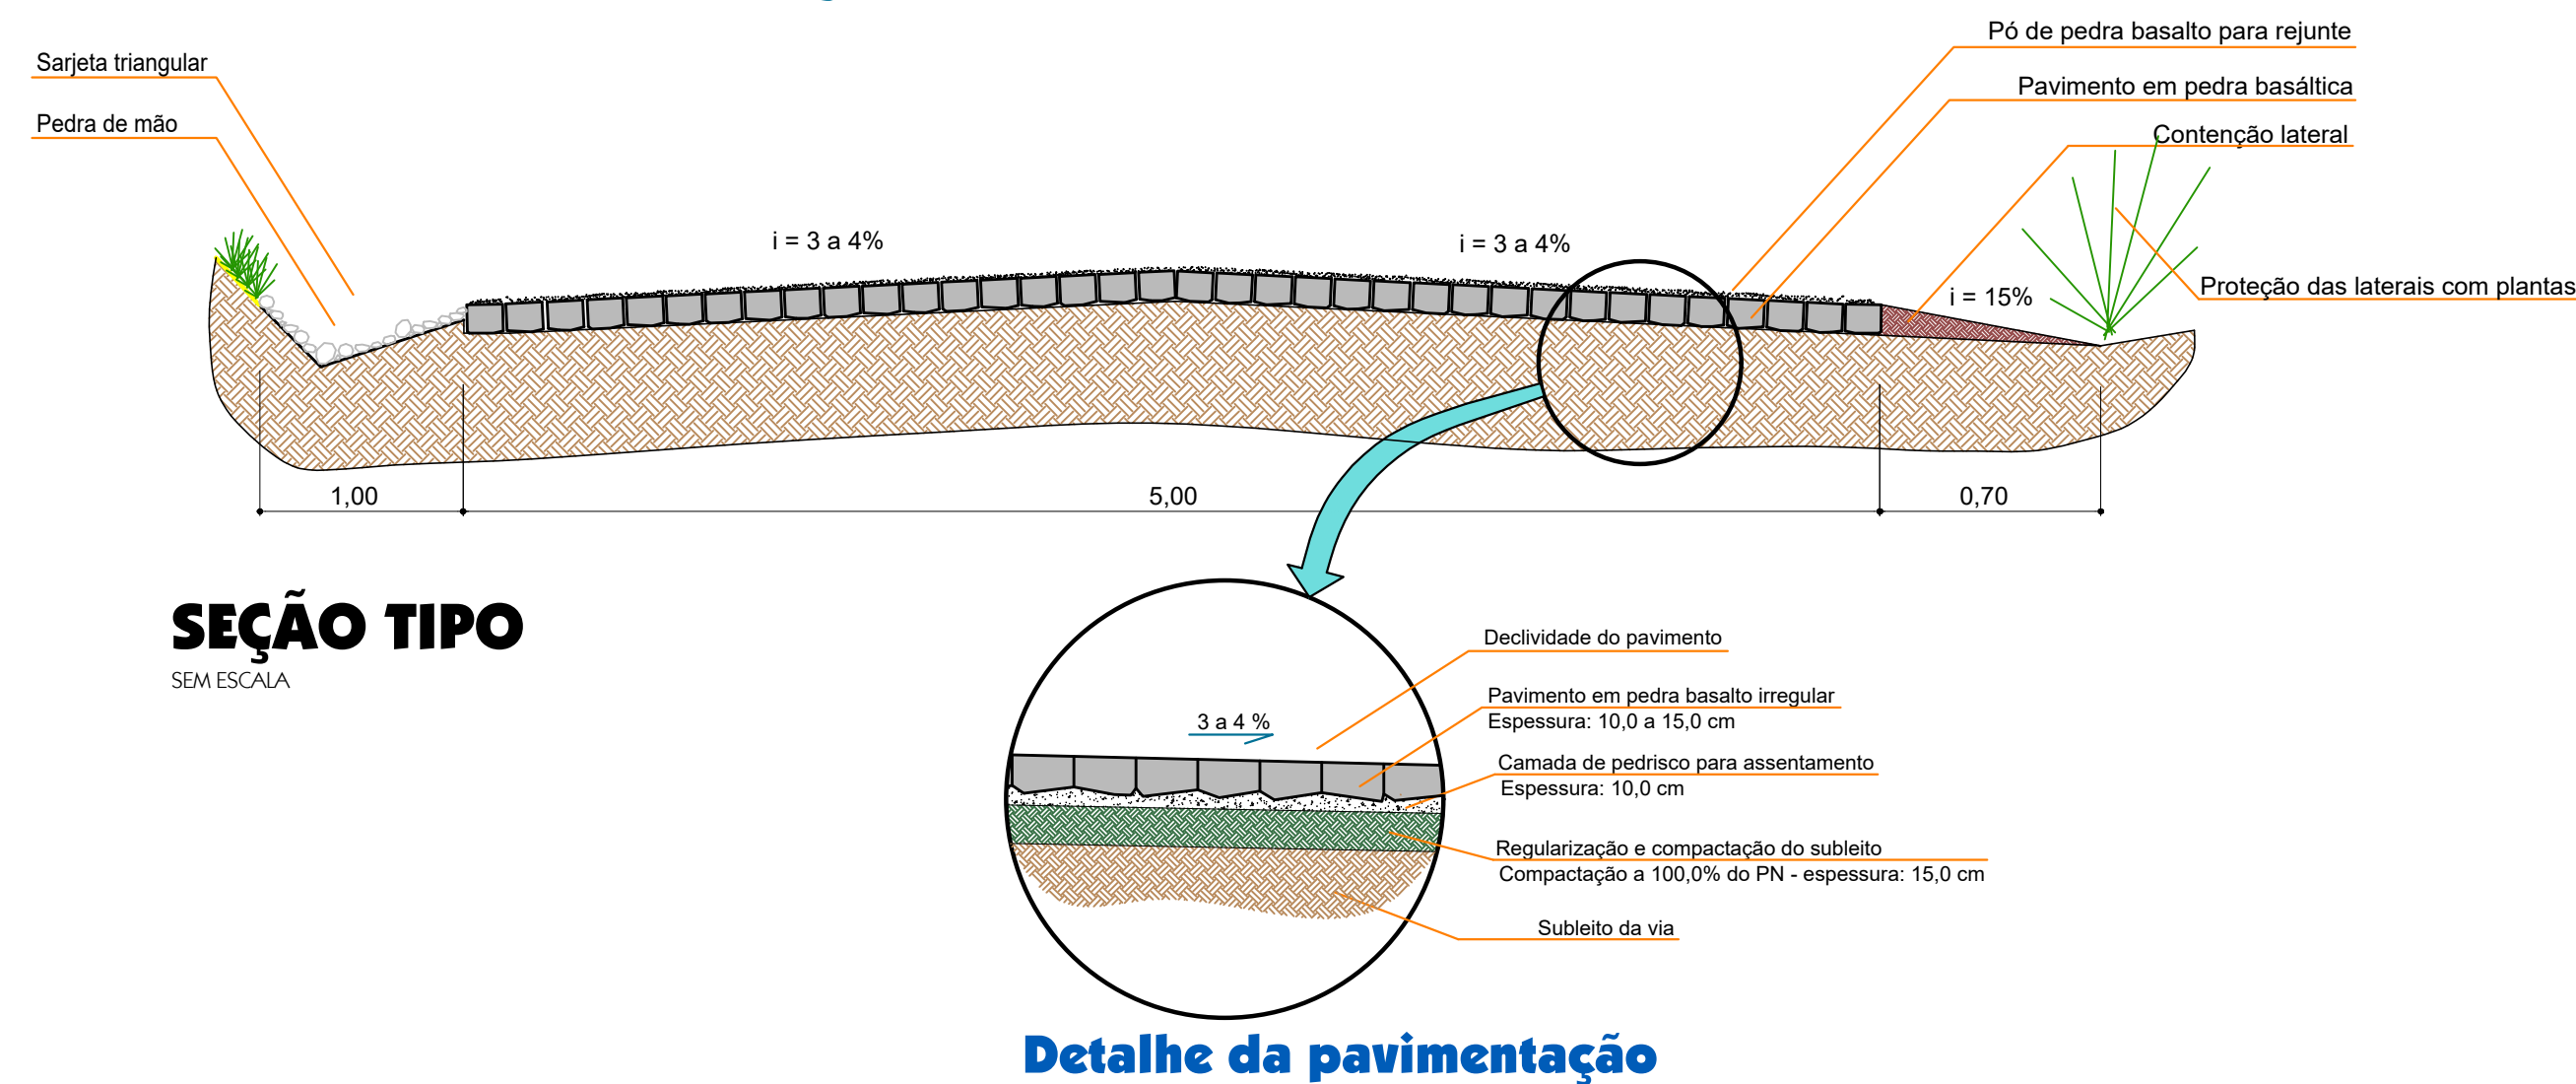 Sarjeta triangular
Pedra de mão
Pó de pedra basalto para rejunte
Pavimento em pedra basáltica
Contenção lateral
i = 3 a 4%
i = 3 a 4%
i = 15%
Proteção das laterais com plantas
1,00
5,00
0,70
SEÇÃO TIPO
SEM ESCALA
Declividade do pavimento
Pavimento em pedra basalto irregular
Espessura: 10,0 a 15,0 cm
3 a 4 %
Camada de pedrisco para assentamento
Espessura: 10,0 cm
Regularização e compactação do subleito
Compactação a 100,0% do PN - espessura: 15,0 cm
Subleito da via
Detalhe da pavimentação